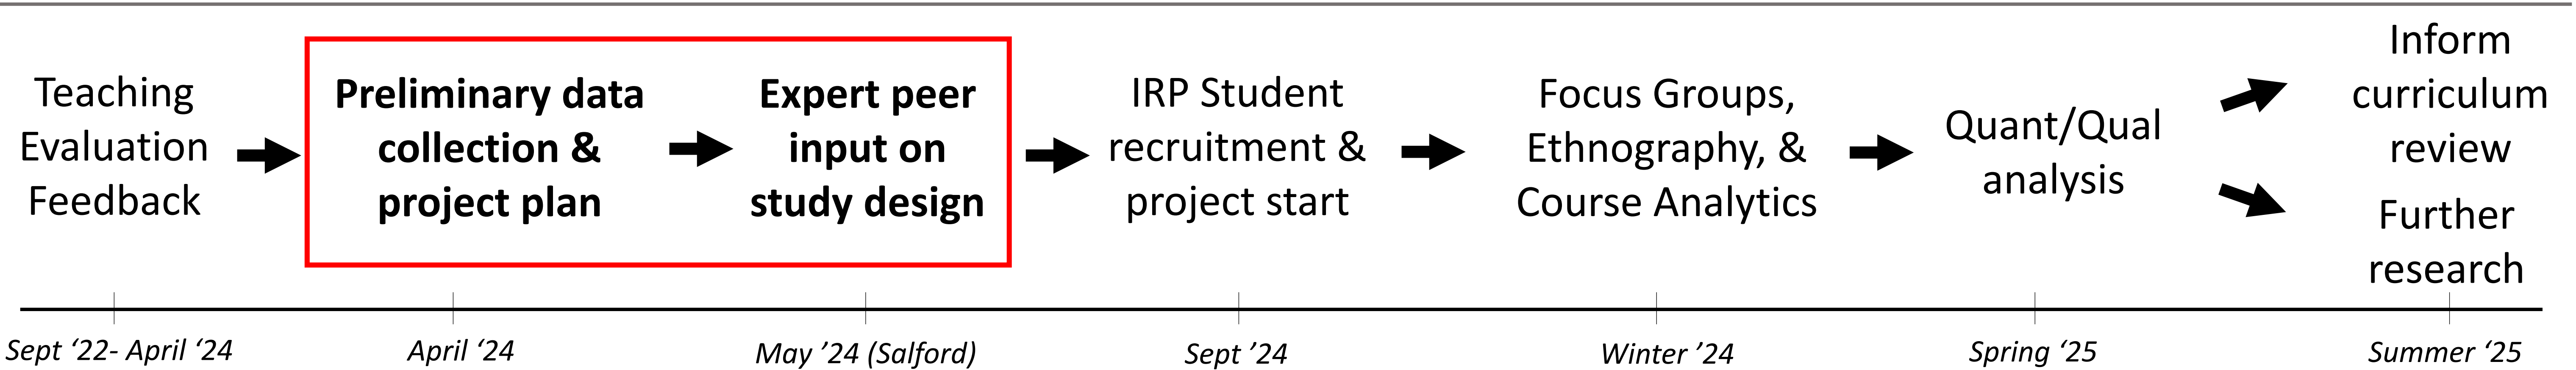 Teaching
Evaluation
Feedback
Preliminary data
collection &
project plan
Expert peer
input on
study design
IRP Student
recruitment &
project start
Focus Groups,
Ethnography, &
Course Analytics
Quant/Qual
analysis
Inform
curriculum
review
Further
research
Sept ‘22- April ‘24
April ‘24
May ’24 (Salford)
Sept ’24
Winter ’24
Spring ‘25
Summer ‘25